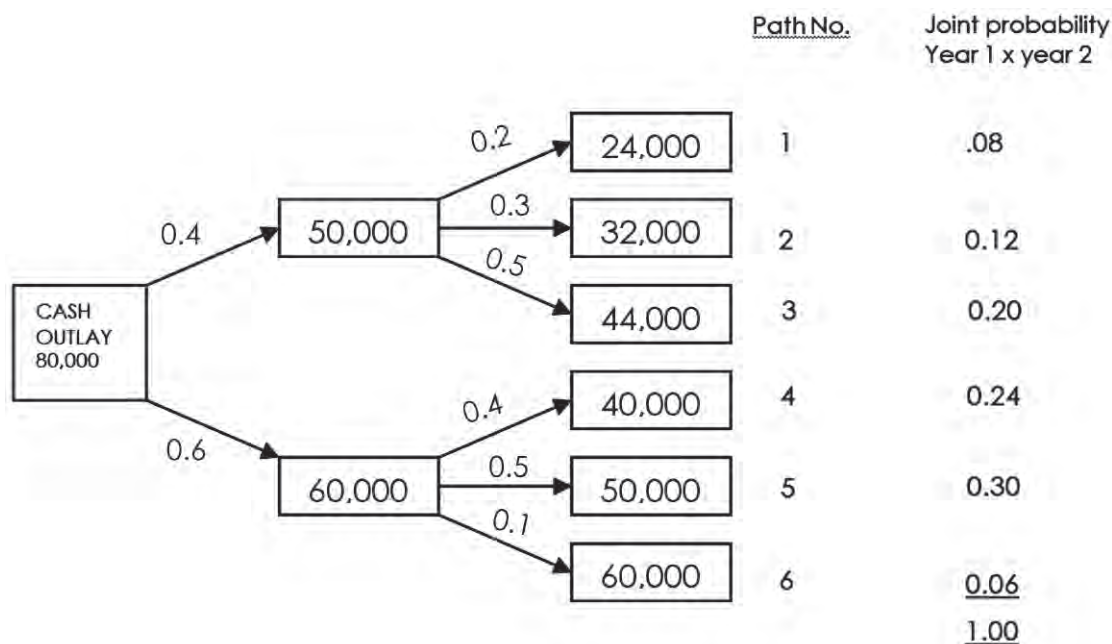 Path No. Joint probability
Year 1 x year 2
0.2 24,000 1 .08
0.4 50,000 0.3 32,000 2 0.12
0.5 44,000 3 0.20
CASH
OUTLAY
80,000
0.4 40,000 4 0.24
0.6 60,000 0.5 50,000 5 0.30
0.1 60,000 6 0.06
1.00